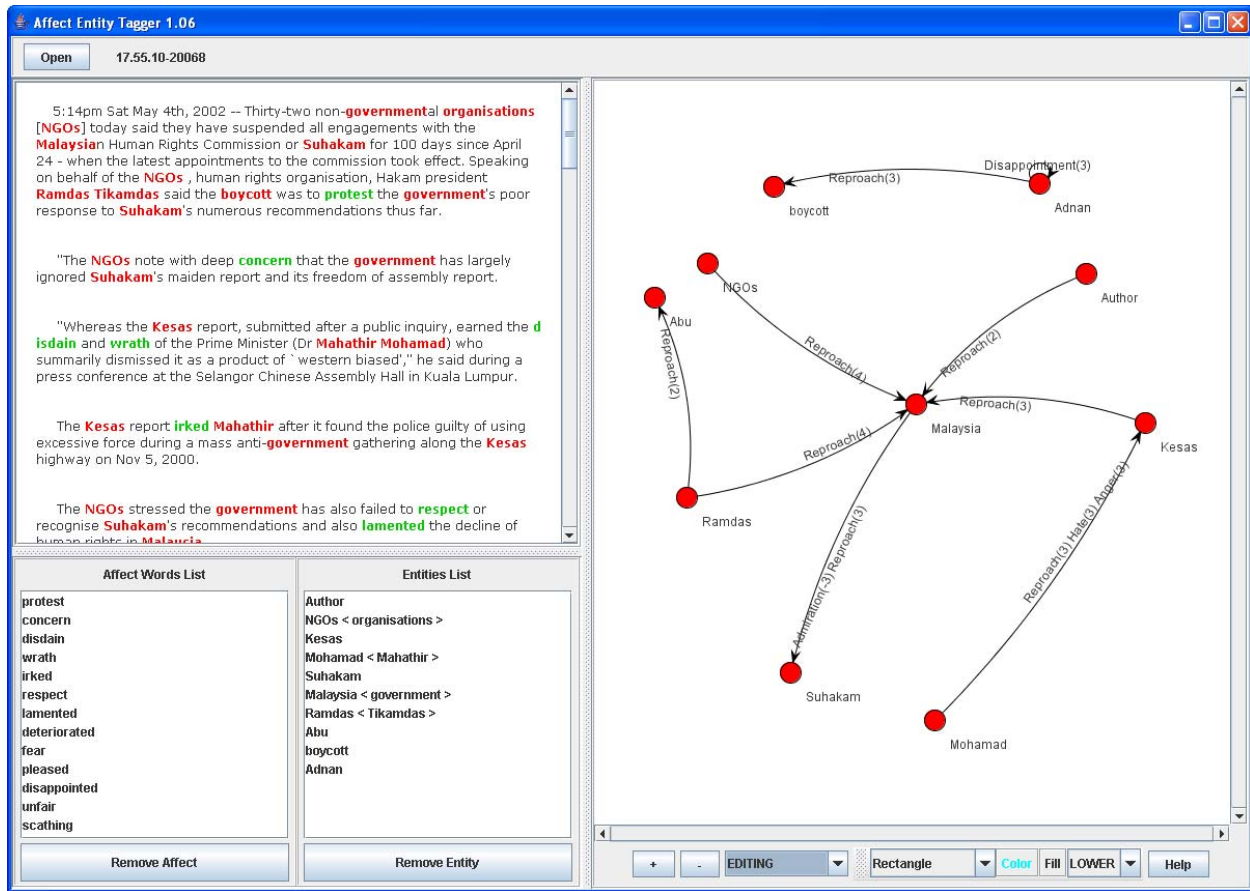 Affect Entity Tagger 1.06
Open 17.55.10-20068
5:14pm Sat May 4th, 2002 -- Thirty-two non-governmental organisations
[NGOs] today said they have suspended all engagements with the
Malaysian Human Rights Commission or Suhakam for 100 days since April
24 - when the latest appointments to the commission took effect. Speaking
on behalf of the NGOs , human rights organisation, Hakam president
Ramdas Tikamdas said the boycott was to protest the government's poor
response to Suhakam's numerous recommendations thus far.
"The NGOs note with deep concern that the government has largely
ignored Suhakam's maiden report and its freedom of assembly report.
"Whereas the Kesas report, submitted after a public inquiry, earned the d
isdain and wrath of the Prime Minister (Dr Mahathir Mohamad) who
summarily dismissed it as a product of `western biased'," he said during a
press conference at the Selangor Chinese Assembly Hall in Kuala Lumpur.
The Kesas report irked Mahathir after it found the police guilty of using
excessive force during a mass anti-government gathering along the Kesas
highway on Nov 5, 2000.
The NGOs stressed the government has also failed to respect or
recognise Suhakam's recommendations and also lamented the decline of
human rights in Malaysia
Affect Words List
protest
concern
disdain
wrath
irked
respect
lamented
deteriorated
fear
pleased
disappointed
unfair
scathing
Remove Affect
Entities List
Author
NGOs < organisations >
Kesas
Mohamad < Mahathir >
Suhakam
Malaysia < government >
Ramdas < Tikamdas >
Abu
boycott
Adnan
Remove Entity
Disappointment(3)
Reproach(3)
boycott
Adnan
NGOs
Author
Abu
Reproach(2)
Reproach(4)
Reproach(2)
Reproach(3)
Malaysia
Kesas
Reproach(4)
Ramdas
Admiration(-3) Reproach(3)
Reproach(3) Hate(3) Anger(3)
Suhakam
Mohamad
+ - EDITING Rectangle Color Fill LOWER Help